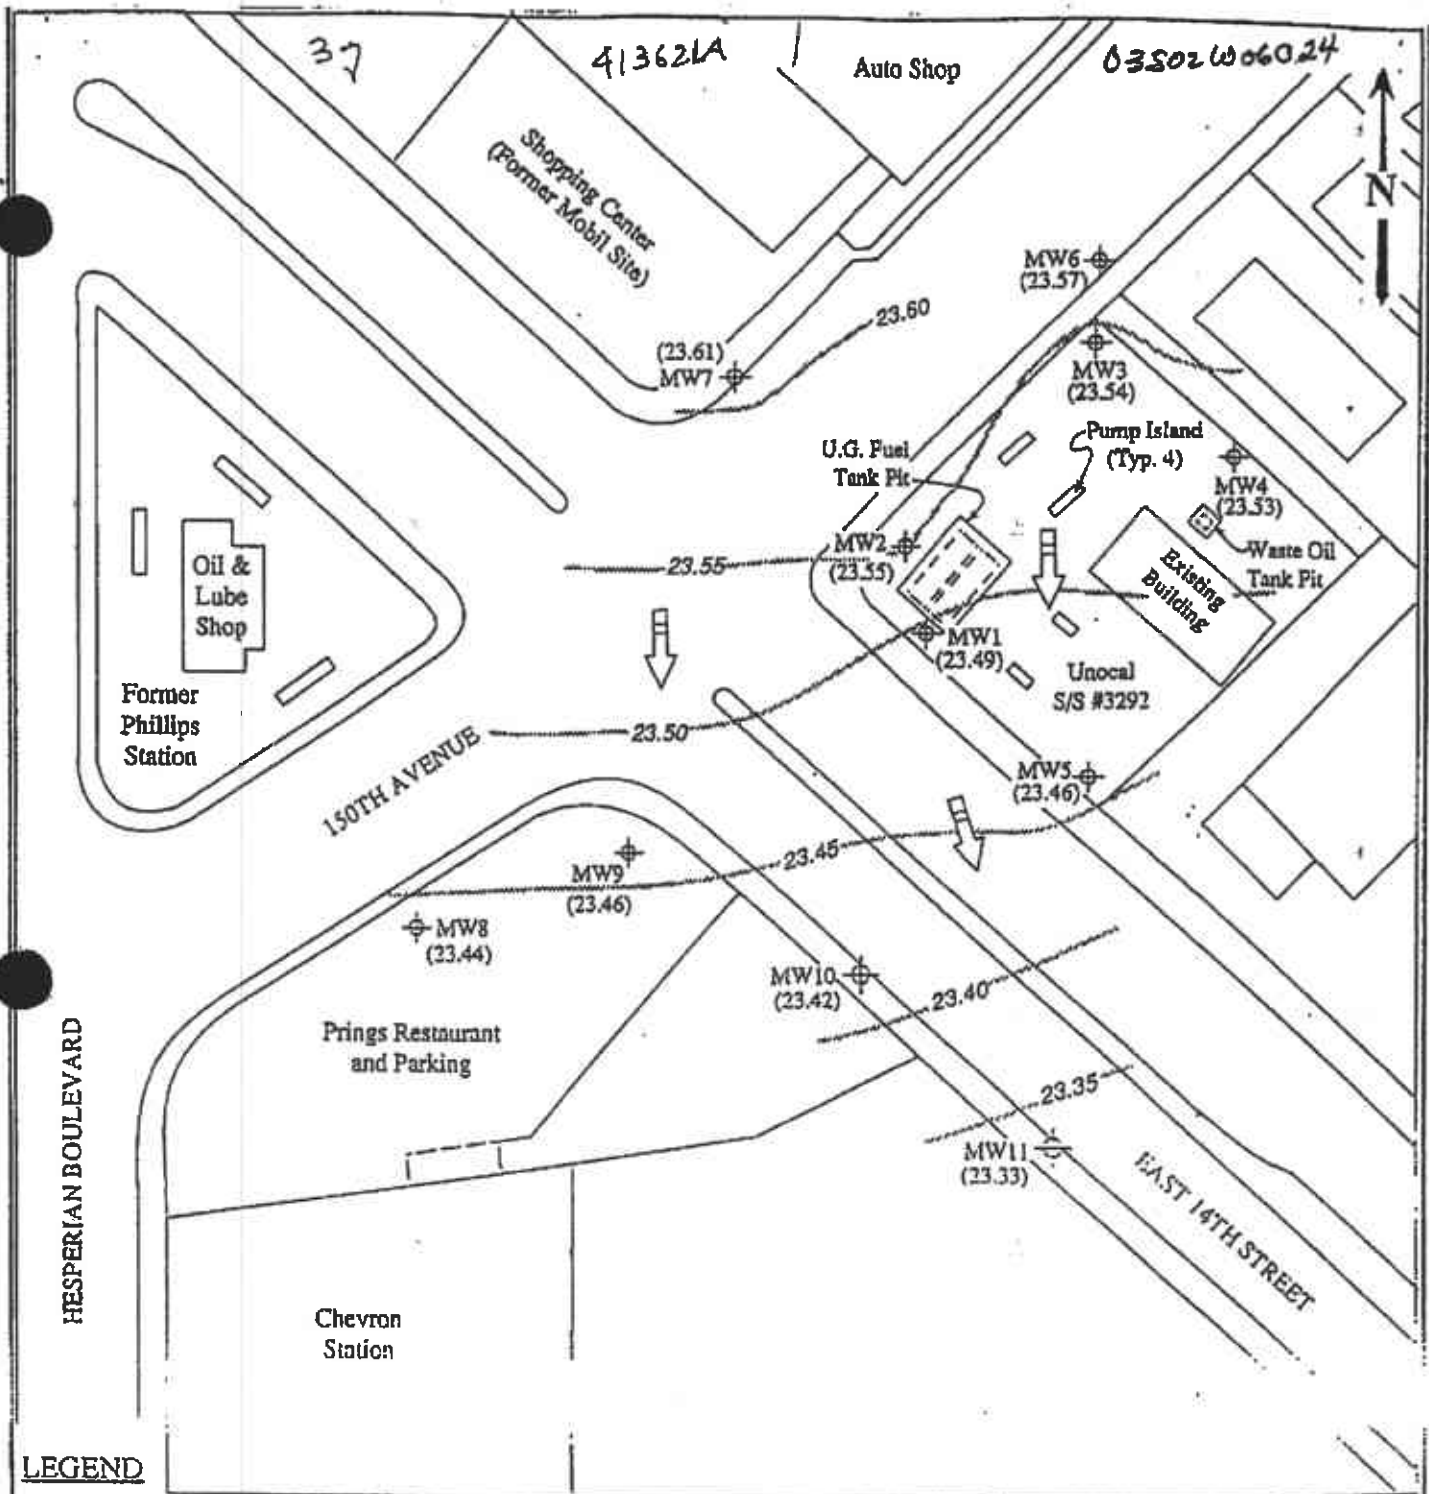 37
41362LA
03S02W06Q24
Auto Shop
N
Shopping Center
(Former Mobil Site)
MW6
(23.57)
23.60
(23.61)
MW7
MW3
(23.54)
Pump Island
(Typ. 4)
U.G. Fuel
Tank Pit
MW4
(23.53)
MW2
(23.55)
23.55
Waste Oil
Tank Pit
Existing
Building
Oil &
Lube
Shop
MW1
(23.49)
Unocal
S/S #3292
Former
Phillips
Station
23.50
150TH AVENUE
MW5
(23.46)
23.45
MW9
(23.46)
MW8
(23.44)
MW10
(23.42)
23.40
Prings Restaurant
and Parking
23.35
MW11
(23.33)
HESPERIAN BOULEVARD
EAST 14TH STREET
Chevron
Station
LEGEND